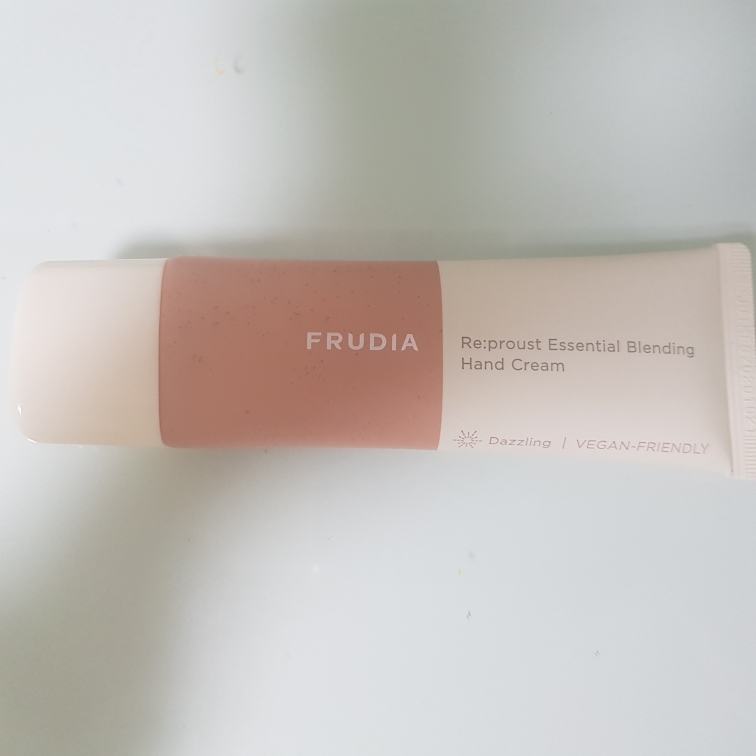 FRUDIA
Re:proust Essential Blending
Hand Cream
Dazzling | VEGAN-FRIENDLY